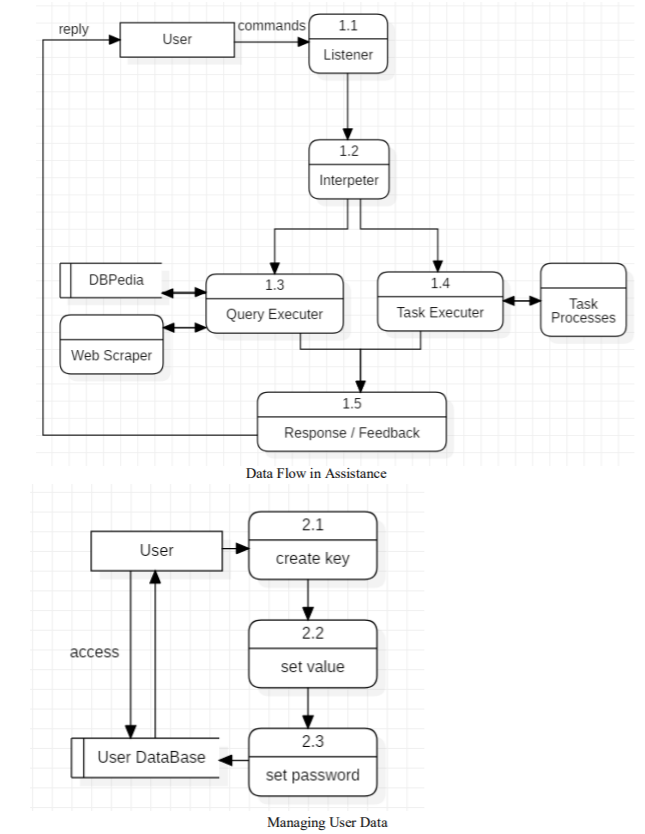 reply
User
commands
1.1
Listener
1.2
Interpeter
DBPedia
1.3
Query Executer
1.4
Task Executer
Task
Processes
Web Scraper
1.5
Response / Feedback
Data Flow in Assistance
User
2.1
create key
access
2.2
set value
User DataBase
2.3
set password
Managing User Data